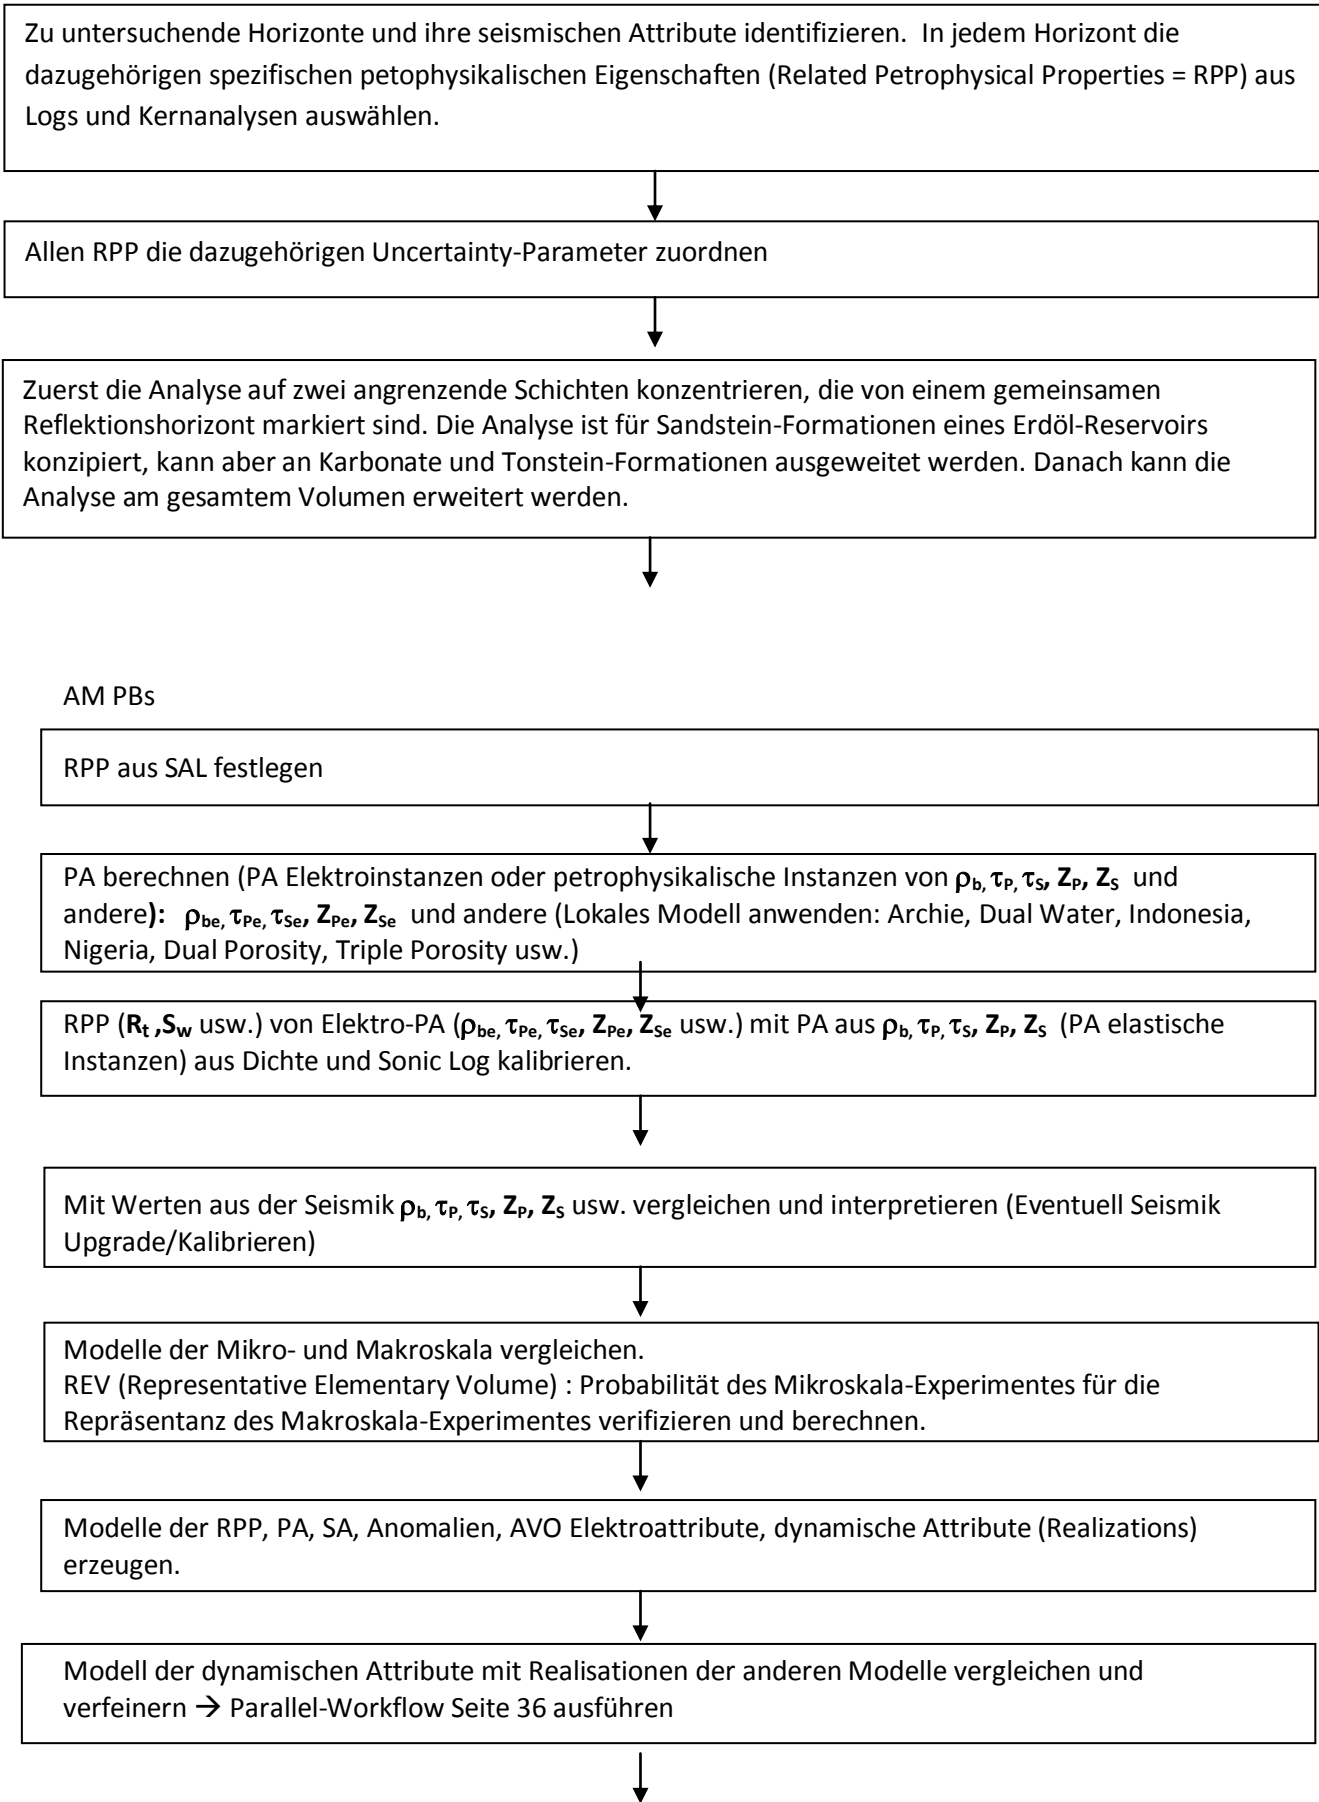 Zu untersuchende Horizonte und ihre seismischen Attribute identifizieren.  In jedem Horizont die
dazugehörigen spezifischen petophysikalischen Eigenschaften (Related Petrophysical Properties = RPP) aus
Logs und Kernanalysen auswählen.
Allen RPP die dazugehörigen Uncertainty-Parameter zuordnen
Zuerst die Analyse auf zwei angrenzende Schichten konzentrieren, die von einem gemeinsamen
Reflektionshorizont markiert sind. Die Analyse ist für Sandstein-Formationen eines Erdöl-Reservoirs
konzipiert, kann aber an Karbonate und Tonstein-Formationen ausgeweitet werden. Danach kann die
Analyse am gesamtem Volumen erweitert werden.
AM PBs
RPP aus SAL festlegen
PA berechnen (PA Elektroinstanzen oder petrophysikalische Instanzen von ρb, τP, τS, ZP, ZS und
andere): ρbe, τPe, τSe, ZPe, ZSe und andere (Lokales Modell anwenden: Archie, Dual Water, Indonesia,
Nigeria, Dual Porosity, Triple Porosity usw.)
RPP (Rt ,Sw usw.) von Elektro-PA (ρbe, τPe, τSe, ZPe, ZSe usw.) mit PA aus ρb, τP, τS, ZP, ZS (PA elastische
Instanzen) aus Dichte und Sonic Log kalibrieren.
Mit Werten aus der Seismik ρb, τP, τS, ZP, ZS usw. vergleichen und interpretieren (Eventuell Seismik
Upgrade/Kalibrieren)
Modelle der Mikro- und Makroskala vergleichen.
REV (Representative Elementary Volume) : Probabilität des Mikroskala-Experimentes für die
Repräsentanz des Makroskala-Experimentes verifizieren und berechnen.
Modelle der RPP, PA, SA, Anomalien, AVO Elektroattribute, dynamische Attribute (Realizations)
erzeugen.
Modell der dynamischen Attribute mit Realisationen der anderen Modelle vergleichen und
verfeinern → Parallel-Workflow Seite 36 ausführen